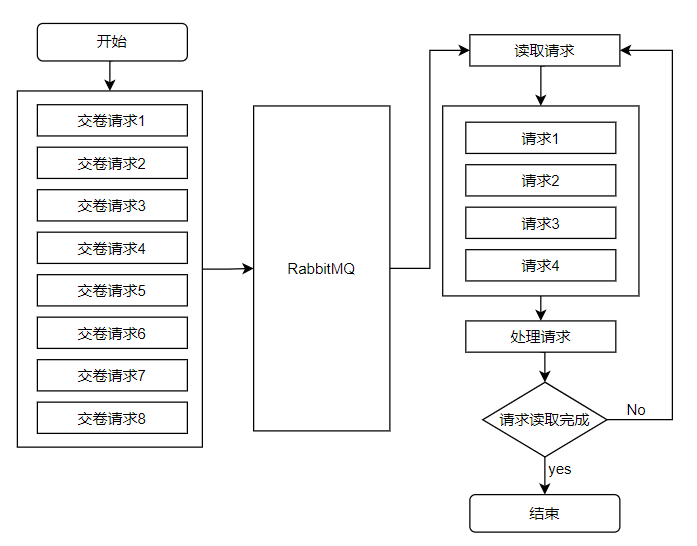 开始
交卷请求1
交卷请求2
交卷请求3
交卷请求4
交卷请求5
交卷请求6
交卷请求7
交卷请求8
RabbitMQ
读取请求
请求1
请求2
请求3
请求4
处理请求
请求读取完成
No
yes
结束